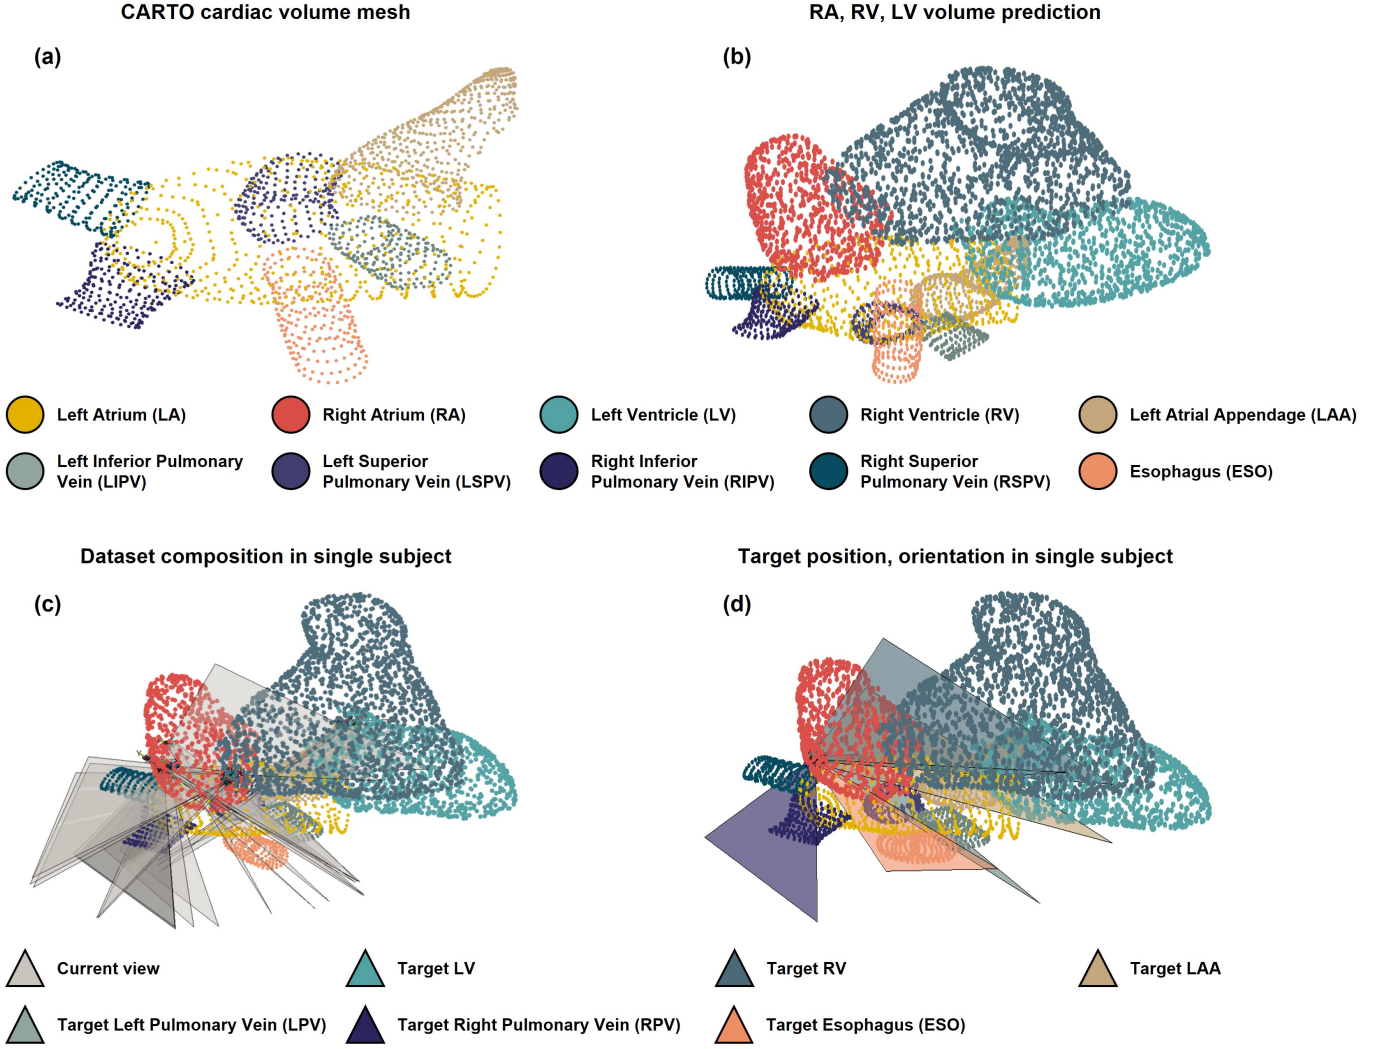 CARTO cardiac volume mesh
RA, RV, LV volume prediction
(a)
(b)
Left Atrium (LA)
Right Atrium (RA)
Left Ventricle (LV)
Right Ventricle (RV)
Left Atrial Appendage (LAA)
Left Inferior Pulmonary
Vein (LIPV)
Left Superior
Pulmonary Vein (LSPV)
Right Inferior
Pulmonary Vein (RIPV)
Right Superior
Pulmonary Vein (RSPV)
Esophagus (ESO)
Dataset composition in single subject
Target position, orientation in single subject
(c)
(d)
Current view
Target LV
Target RV
Target LAA
Target Left Pulmonary Vein (LPV)
Target Right Pulmonary Vein (RPV)
Target Esophagus (ESO)